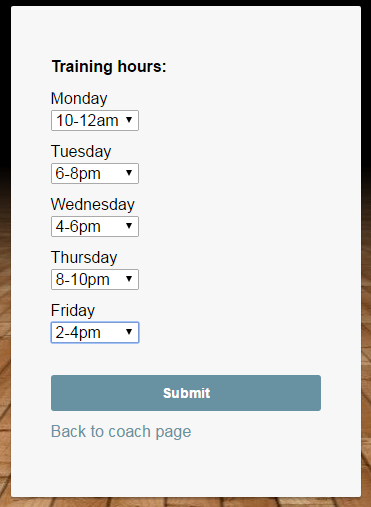 Training hours:
Monday
10-12am
Tuesday
6-8pm
Wednesday
4-6pm
Thursday
8-10pm
Friday
2-4pm
Submit
Back to coach page